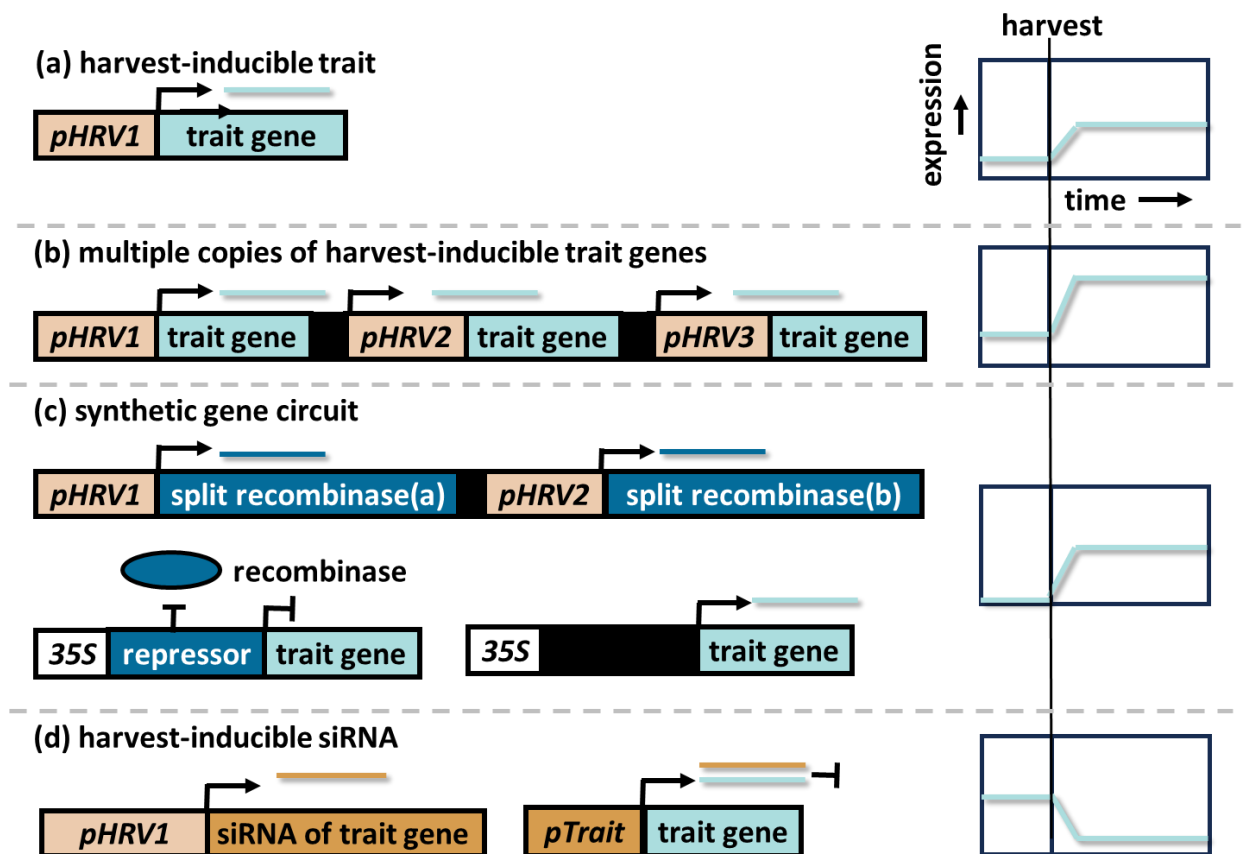 harvest
(a) harvest-inducible trait
expression
pHRV1 trait gene
time
(b) multiple copies of harvest-inducible trait genes
pHRV1 trait gene pHRV2 trait gene pHRV3 trait gene
(c) synthetic gene circuit
pHRV1 split recombinase(a) pHRV2 split recombinase(b)
recombinase
35S repressor trait gene 35S trait gene
(d) harvest-inducible siRNA
pHRV1 siRNA of trait gene pTrait trait gene